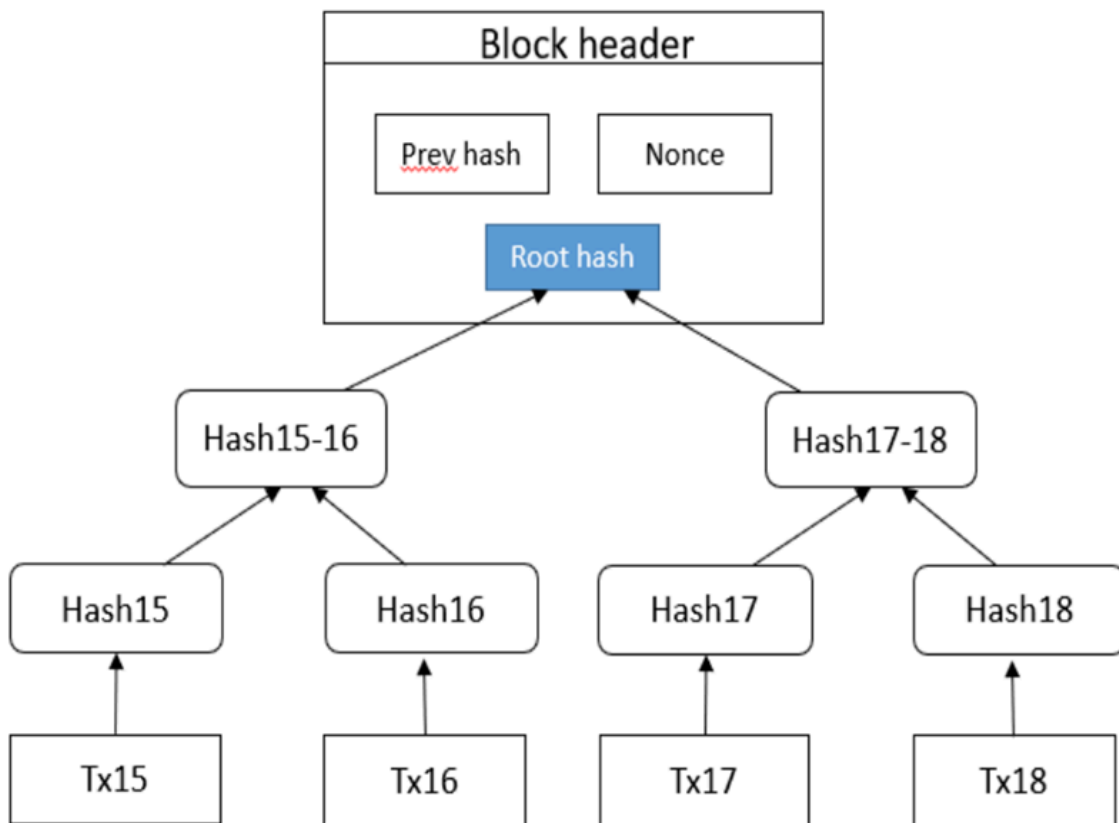 Block header
Prev hash
Nonce
Root hash
Hash15-16
Hash17-18
Hash15
Hash16
Hash17
Hash18
Tx15
Tx16
Tx17
Tx18